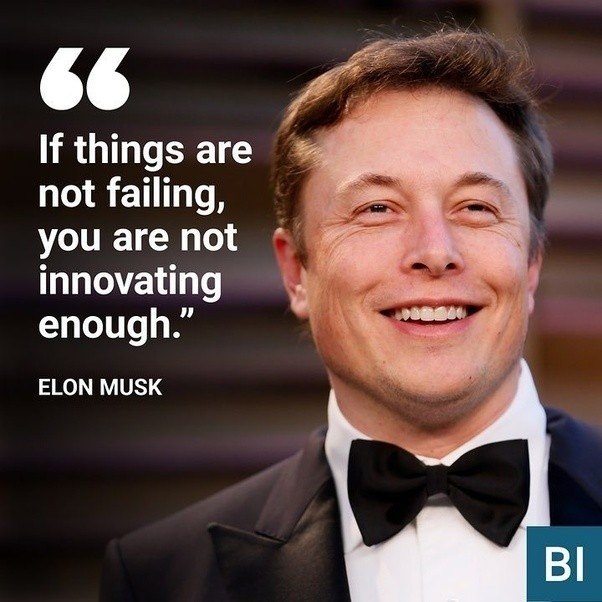 “
If things are
not failing,
you are not
innovating
enough.”
ELON MUSK
BI